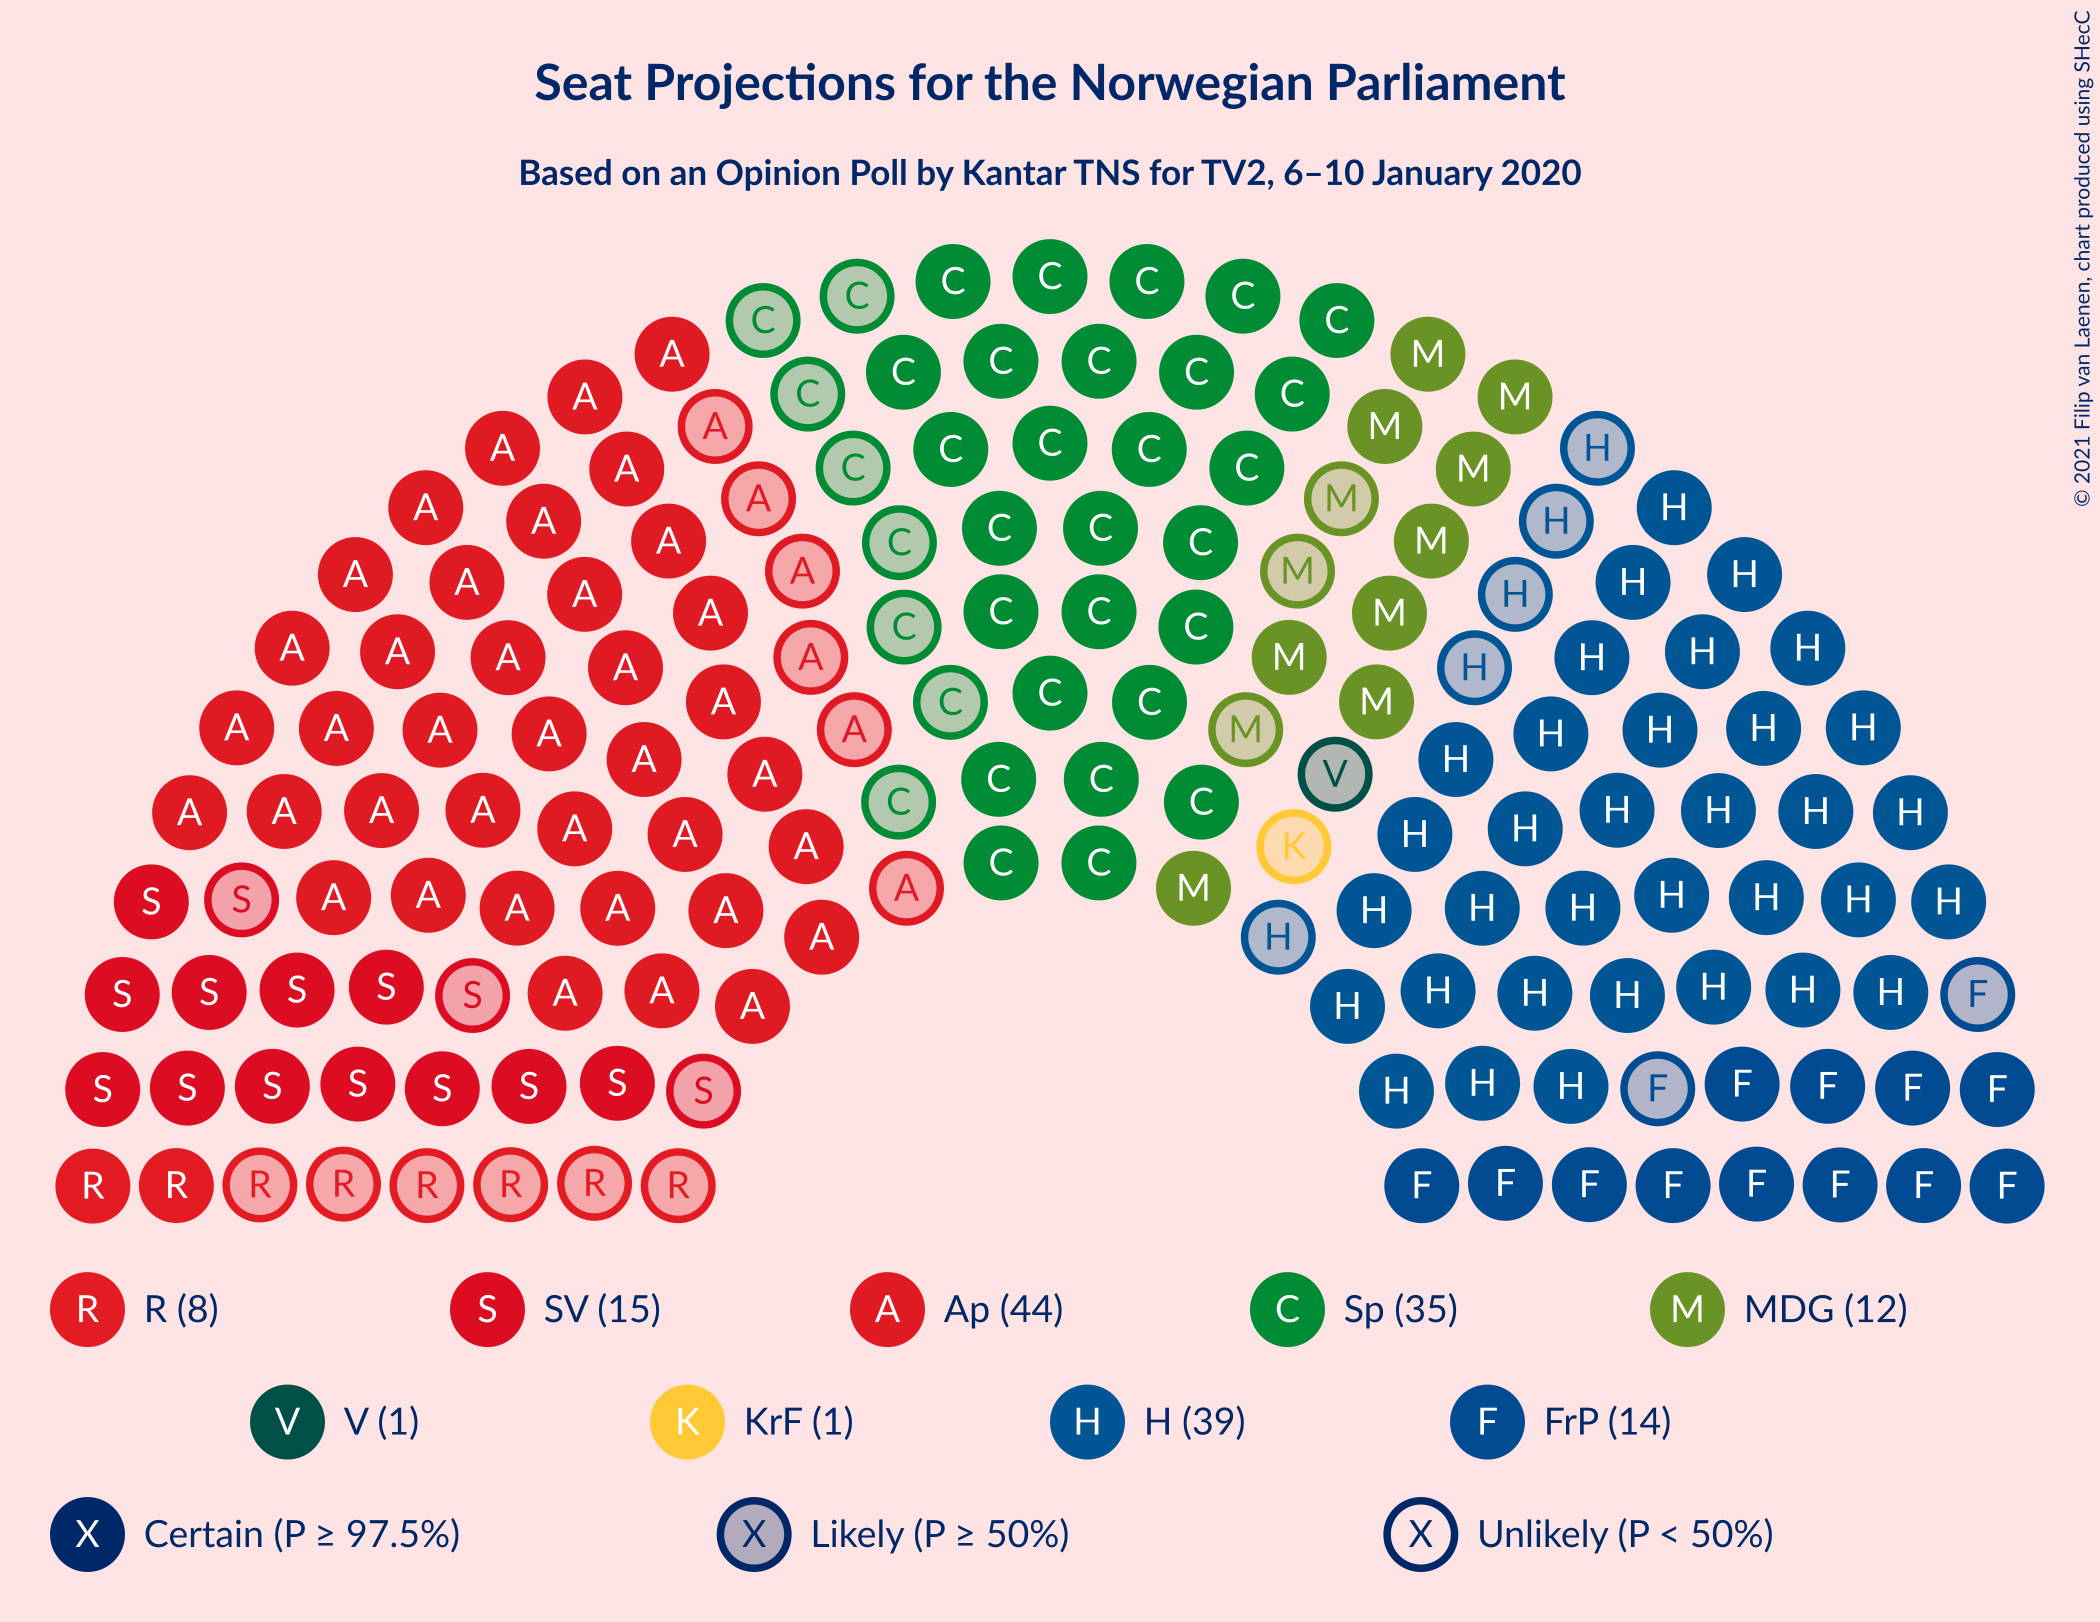 Seat Projections for the Norwegian Parliament
Based on an Opinion Poll by Kantar TNS for TV2, 6–10 January 2020
© 2021 Filip van Laenen, chart produced using SHecC
C C C C C C C
A C C C C C M
A A C C C C M M
A A A C C C C M M H
A A A C C C M M H H
A A A A C C C C M M H H H
A A A A A C C C M M H H H H
A A A A A A C C C M V H H H H H
A A A A A A A C C C K H H H H H H
S S A A A A A A A C C M H H H H H H H H
S S S S S A A A H H H H H H H F
S S S S S S S S H H H F F F F F
R R R R R R R R F F F F F F F F
R R (8) S SV (15) A Ap (44) C Sp (35) M MDG (12)
V V (1) K KrF (1) H H (39) F FrP (14)
X Certain (P ≥ 97.5%) X Likely (P ≥ 50%) X Unlikely (P < 50%)